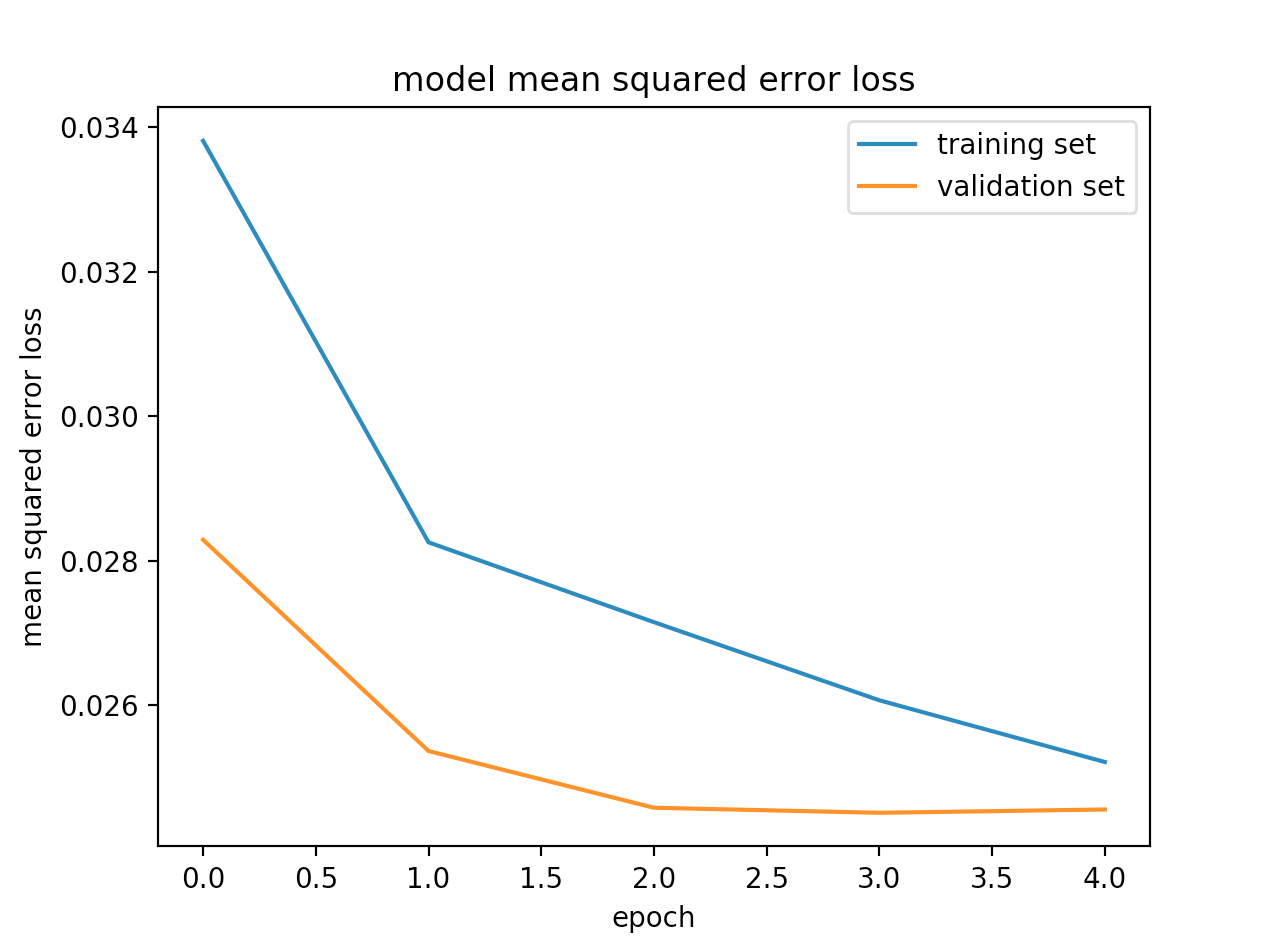 model mean squared error loss
training set
validation set
mean squared error loss
0.034
0.032
0.030
0.028
0.026
0.0 0.5 1.0 1.5 2.0 2.5 3.0 3.5 4.0
epoch